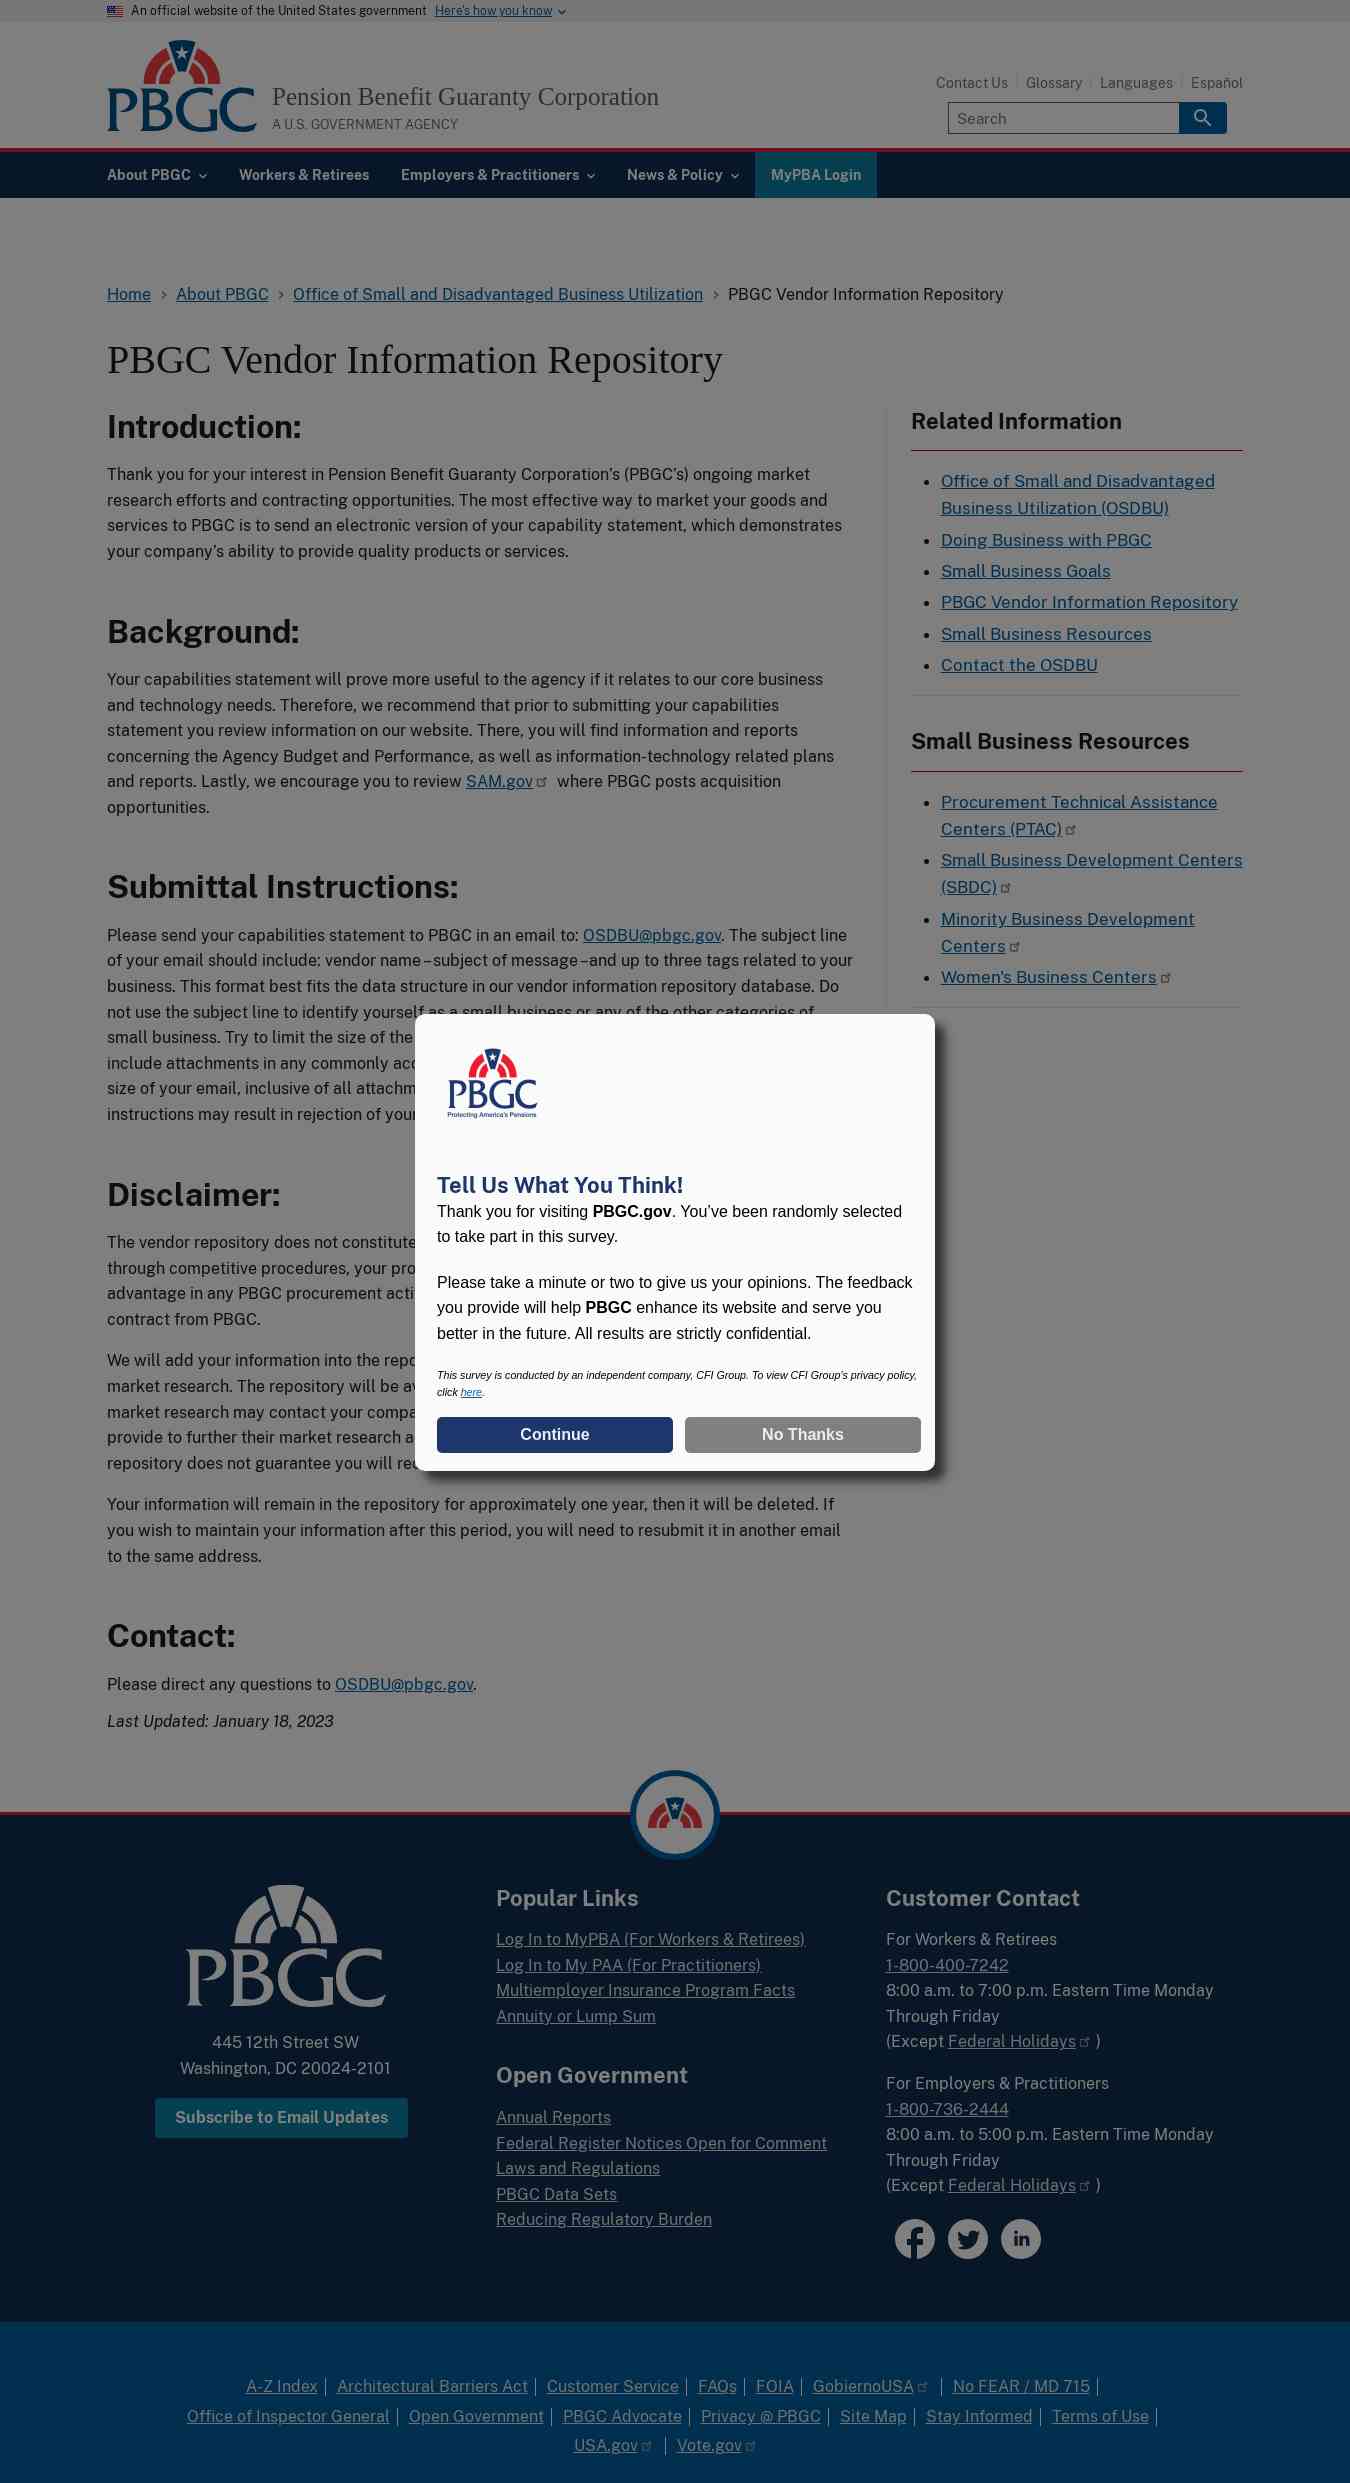 An official website of the United States government Here's how you know
PBGC
Pension Benefit Guaranty Corporation
A U.S. GOVERNMENT AGENCY
Contact Us Glossary Languages Español
Search
About PBGC Workers & Retirees Employers & Practitioners News & Policy MyPBA Login
Home About PBGC Office of Small and Disadvantaged Business Utilization PBGC Vendor Information Repository
PBGC Vendor Information Repository
Introduction:
Thank you for your interest in Pension Benefit Guaranty Corporation’s (PBGC’s) ongoing market
research efforts and contracting opportunities. The most effective way to market your goods and
services to PBGC is to send an electronic version of your capability statement, which demonstrates
your company’s ability to provide quality products or services.
Background:
Your capabilities statement will prove more useful to the agency if it relates to our core business
and technology needs. Therefore, we recommend that prior to submitting your capabilities
statement you review information on our website. There, you will find information and reports
concerning the Agency Budget and Performance, as well as information-technology related plans
and reports. Lastly, we encourage you to review SAM.gov where PBGC posts acquisition
opportunities.
Submittal Instructions:
Please send your capabilities statement to PBGC in an email to: OSDBU@pbgc.gov. The subject line
of your email should include: vendor name – subject of message – and up to three tags related to your
business. This format best fits the data structure in our vendor information repository database. Do
not use the subject line to identify yourself as a small business or any of the other categories of
small business. Try to limit the size of the
include attachments in any commonly acc
size of your email, inclusive of all attachm
instructions may result in rejection of your
Disclaimer:
The vendor repository does not constitute
through competitive procedures, your pro
advantage in any PBGC procurement acti
contract from PBGC.
We will add your information into the repo
market research. The repository will be av
market research may contact your compa
provide to further their market research a
repository does not guarantee you will rec
Your information will remain in the repository for approximately one year, then it will be deleted. If
you wish to maintain your information after this period, you will need to resubmit it in another email
to the same address.
Contact:
Please direct any questions to OSDBU@pbgc.gov.
Last Updated: January 18, 2023
Related Information
Office of Small and Disadvantaged
Business Utilization (OSDBU)
Doing Business with PBGC
Small Business Goals
PBGC Vendor Information Repository
Small Business Resources
Contact the OSDBU
Small Business Resources
Procurement Technical Assistance
Centers (PTAC)
Small Business Development Centers
(SBDC)
Minority Business Development
Centers
Women's Business Centers
PBGC
Protecting America's Pensions
Tell Us What You Think!
Thank you for visiting PBGC.gov. You’ve been randomly selected
to take part in this survey.
Please take a minute or two to give us your opinions. The feedback
you provide will help PBGC enhance its website and serve you
better in the future. All results are strictly confidential.
This survey is conducted by an independent company, CFI Group. To view CFI Group's privacy policy,
click here.
Continue No Thanks
PBGC
445 12th Street SW
Washington, DC 20024-2101
Subscribe to Email Updates
Popular Links
Log In to MyPBA (For Workers & Retirees)
Log In to My PAA (For Practitioners)
Multiemployer Insurance Program Facts
Annuity or Lump Sum
Open Government
Annual Reports
Federal Register Notices Open for Comment
Laws and Regulations
PBGC Data Sets
Reducing Regulatory Burden
Customer Contact
For Workers & Retirees
1-800-400-7242
8:00 a.m. to 7:00 p.m. Eastern Time Monday
Through Friday
(Except Federal Holidays )
For Employers & Practitioners
1-800-736-2444
8:00 a.m. to 5:00 p.m. Eastern Time Monday
Through Friday
(Except Federal Holidays )
A-Z Index Architectural Barriers Act Customer Service FAQs FOIA GobiernoUSA No FEAR / MD 715
Office of Inspector General Open Government PBGC Advocate Privacy @ PBGC Site Map Stay Informed Terms of Use
USA.gov Vote.gov